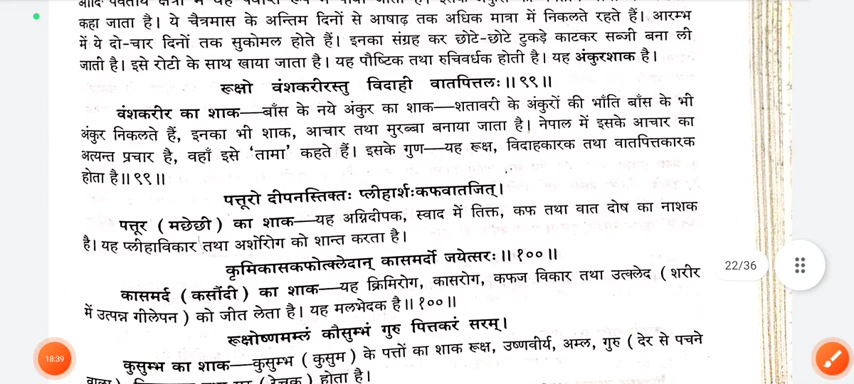 आदि पर्वतीय क्षेत्रों में यह पर्याप्त
कहा जाता है। ये चैत्रमास के अन्तिम दिनों से आषाढ़ तक अधिक मात्रा में निकलते रहते हैं। आरम्भ
में ये दो-चार दिनों तक सुकोमल होते हैं। इनका संग्रह कर छोटे-छोटे टुकड़े काटकर सब्जी बना ली
जाती है। इसे रोटी के साथ खाया जाता है। यह पौष्टिक तथा रुचिवर्धक होती है। यह अंकुरशाक है।
रूक्षो वंशकरीरस्तु विदाही वातपित्तलः॥९९॥
वंशकरीर का शाक—बाँस के नये अंकुर का शाक—शतावरी के अंकुरों की भाँति बाँस के भी
अंकुर निकलते हैं, इनका भी शाक, आचार तथा मुरब्बा बनाया जाता है। नेपाल में इसके आचार का
अत्यन्त प्रचार है, वहाँ इसे 'तामा' कहते हैं। इसके गुण—यह रूक्ष, विदाहकारक तथा वातपित्तकारक
होता है॥९९॥
पत्तूरो दीपनस्तिक्तः प्लीहार्शःकफवातजित्।
पत्तूर (मछेछी) का शाक—यह अग्निदीपक, स्वाद में तिक्त, कफ तथा वात दोष का नाशक
है। यह प्लीहाविकार तथा अर्शोरोग को शान्त करता है।
कृमिकासकफोत्क्लेदान् कासमर्दो जयेत्सरः॥१००॥
कासमर्द (कसौंदी) का शाक—यह क्रिमिरोग, कासरोग, कफज विकार तथा उत्क्लेद (शरीर
में उत्पन्न गीलेपन) को जीत लेता है। यह मलभेदक है॥१००॥
रूक्षोष्णमम्लं कौसुम्भं गुरु पित्तकरं सरम्।
कुसुम्भ का शाक—कुसुम्भ (कुसुम) के पत्तों का शाक रूक्ष, उष्णवीर्य, अम्ल, गुरु (देर से पचने
वाला) (रेचक) होता है।
22/36
18:39